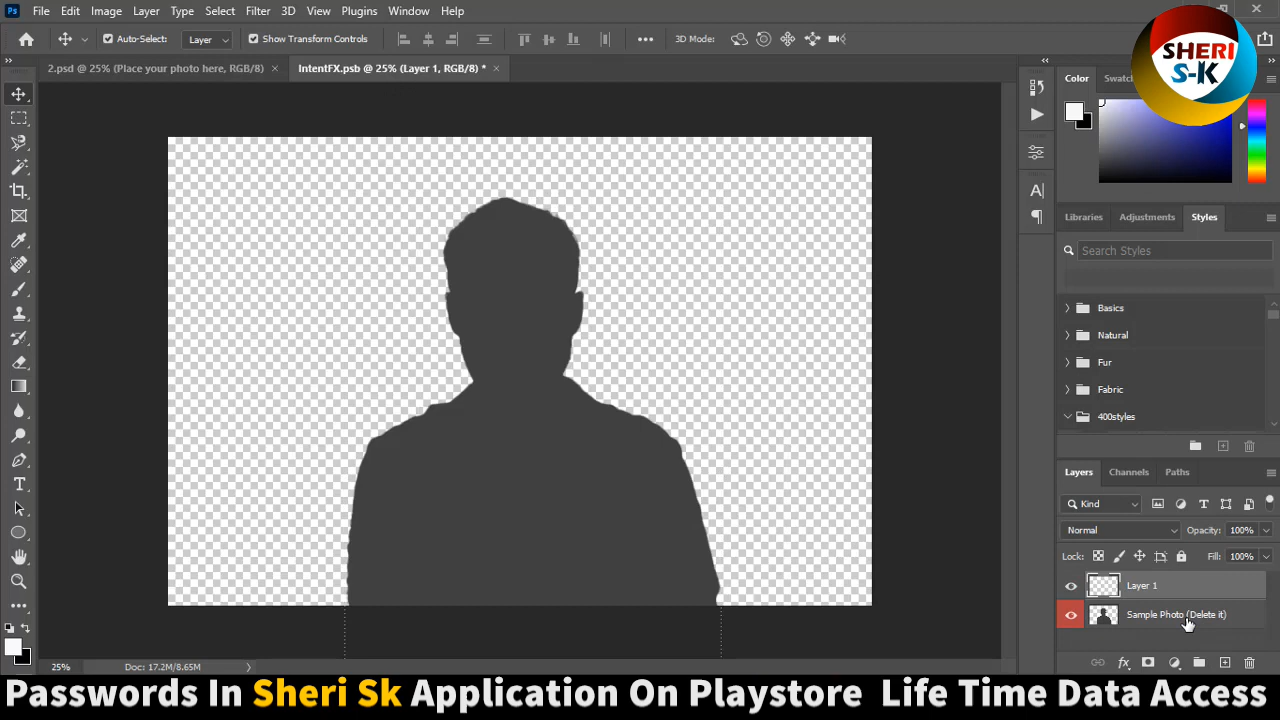 Ps File Edit Image Layer Type Select Filter 3D View Plugins Window Help
SHERI
S-K
Auto-Select: Layer Show Transform Controls 3D Mode:
2.psd @ 25% (Place your photo here, RGB/8) × IntentFX.psb @ 25% (Layer 1, RGB/8) * ×
Color Swatc
Libraries Adjustments Styles
Search Styles
Basics
Natural
Fur
Fabric
400styles
Layers Channels Paths
Kind
Normal Opacity: 100%
Lock: Fill: 100%
Layer 1
Sample Photo (Delete it)
25% Doc: 17.2M/8.65M
fx
Passwords In Sheri Sk Application On Playstore Life Time Data Access